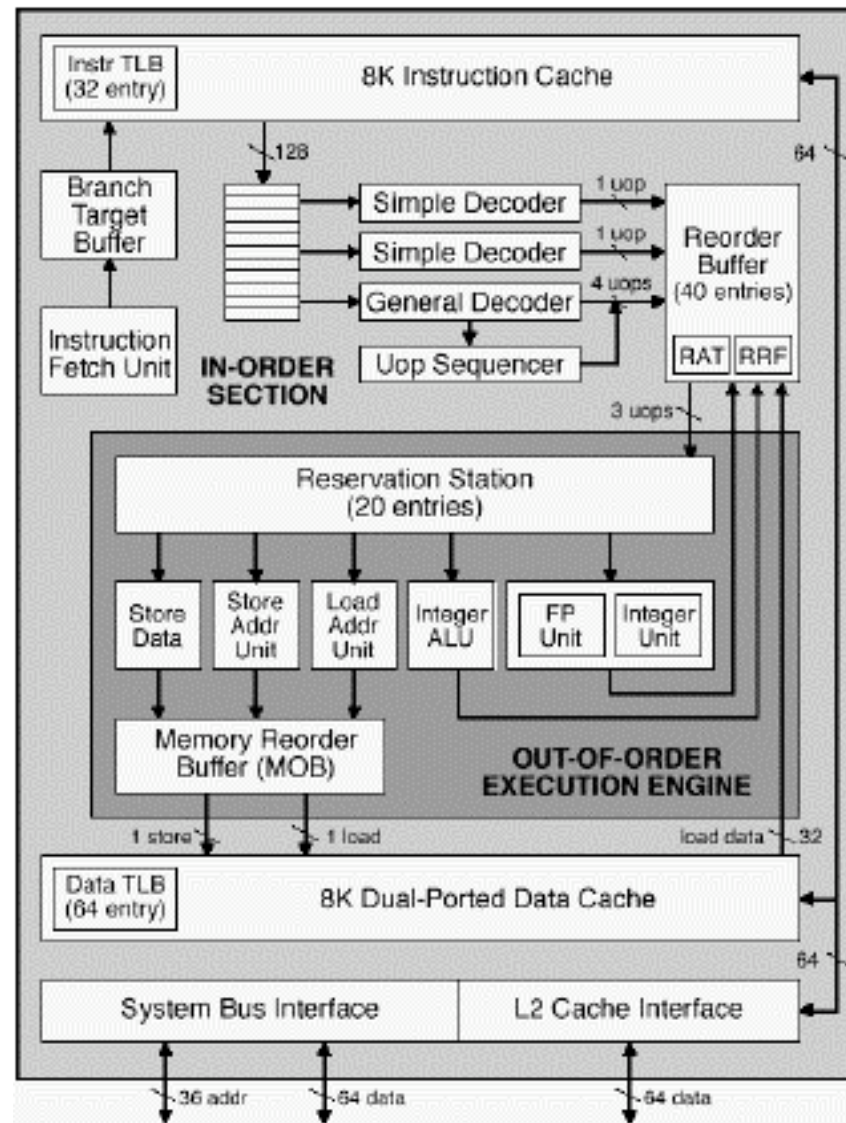 Instr TLB
(32 entry)
8K Instruction Cache
128
64
Branch
Target
Buffer
Instruction
Fetch Unit
Simple Decoder
1 uop
Simple Decoder
1 uop
General Decoder
4 uops
Uop Sequencer
Reorder
Buffer
(40 entries)
RAT
RRF
IN-ORDER
SECTION
3 uops
Reservation Station
(20 entries)
Store
Data
Store
Addr
Unit
Load
Addr
Unit
Integer
ALU
FP
Unit
Integer
Unit
Memory Reorder
Buffer (MOB)
OUT-OF-ORDER
EXECUTION ENGINE
1 store
1 load
load data
32
Data TLB
(64 entry)
8K Dual-Ported Data Cache
64
System Bus Interface
L2 Cache Interface
36 addr
64 data
64 data